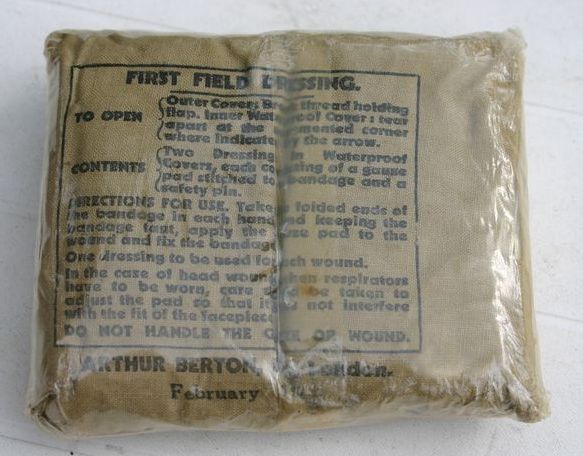 FIRST FIELD DRESSING.
TO OPEN
Outer Cover: Break thread holding
flap. Inner Waterproof Cover: tear
apart at the cemented corner
where indicated by the arrow.
CONTENTS
Two Dressings in Waterproof
Covers, each consisting of a gauze
pad stitched to bandage and a
safety pin.
DIRECTIONS FOR USE. Take folded ends of
the bandage in each hand and keeping the
bandage taut, apply the gauze pad to the
wound and fix the bandage
One dressing to be used for each wound.
In the case of head wounds when respirators
have to be worn, care should be taken to
adjust the pad so that it does not interfere
with the fit of the facepiece
DO NOT HANDLE THE GAUZE OR WOUND.
ARTHUR BERTON, London.
February